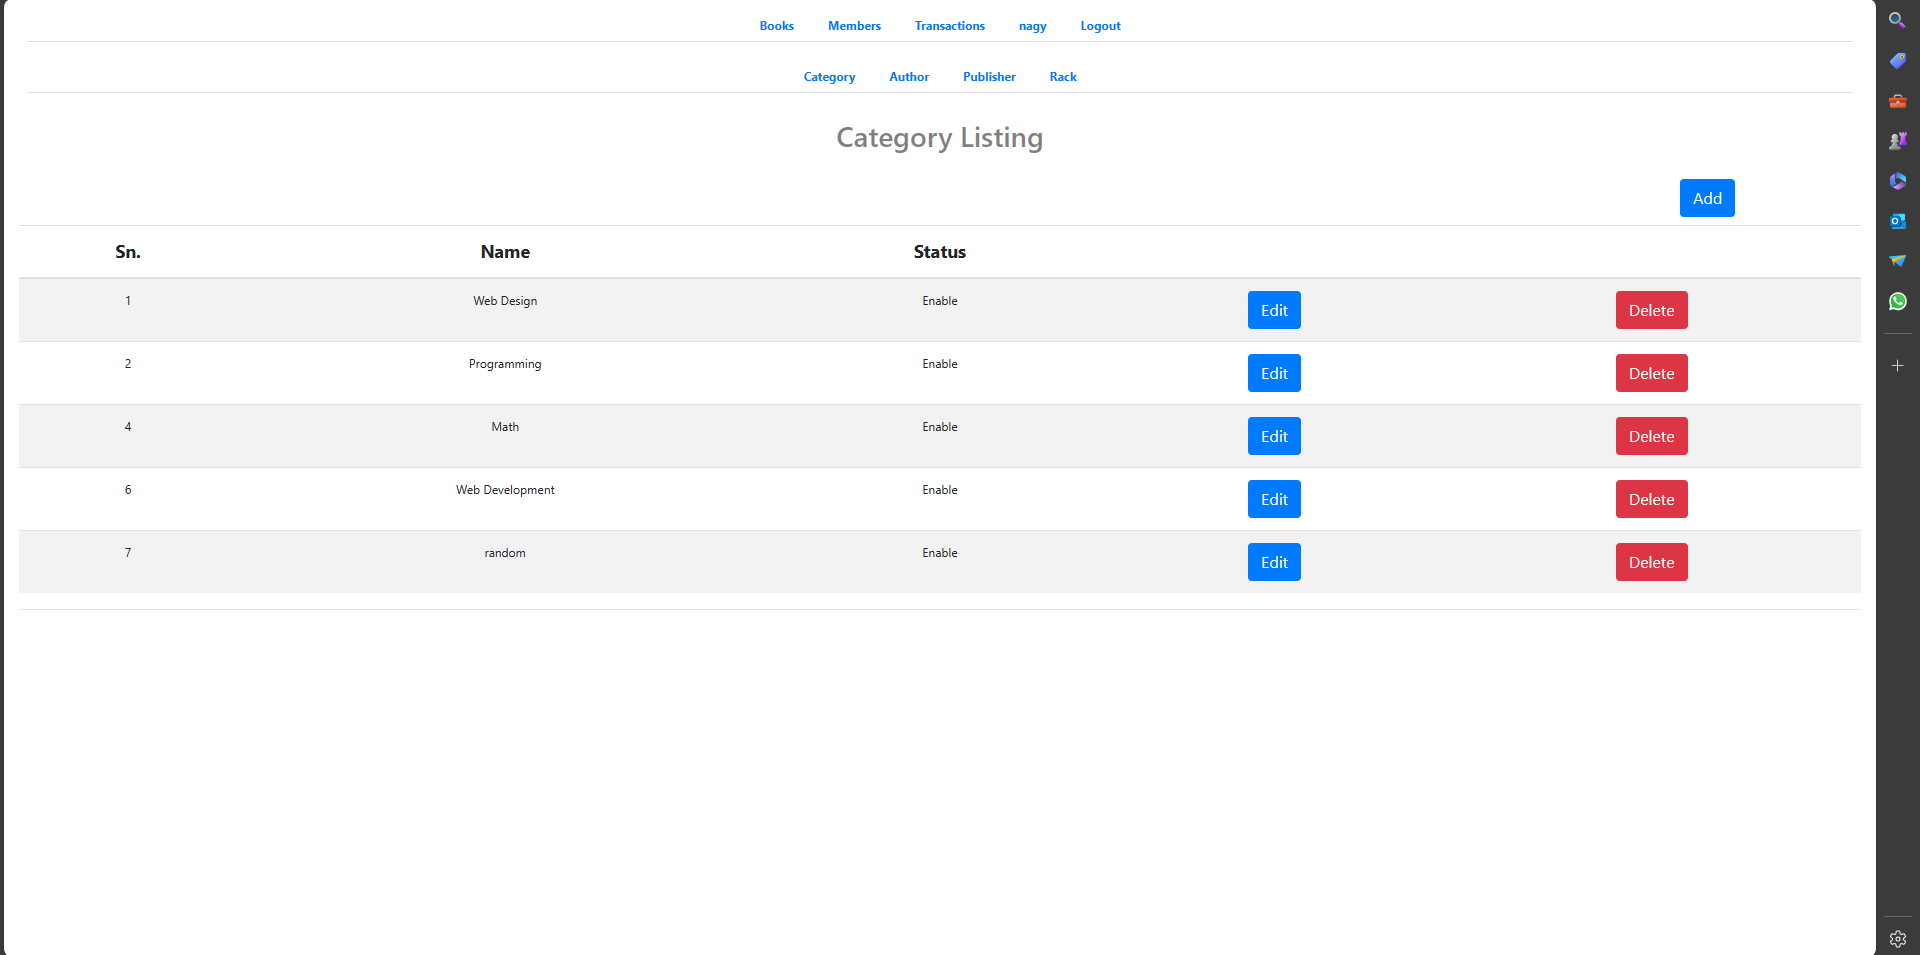 Books Members Transactions nagy Logout
Category Author Publisher Rack
Category Listing
Add
Sn. Name Status
1 Web Design Enable Edit Delete
2 Programming Enable Edit Delete
4 Math Enable Edit Delete
6 Web Development Enable Edit Delete
7 random Enable Edit Delete